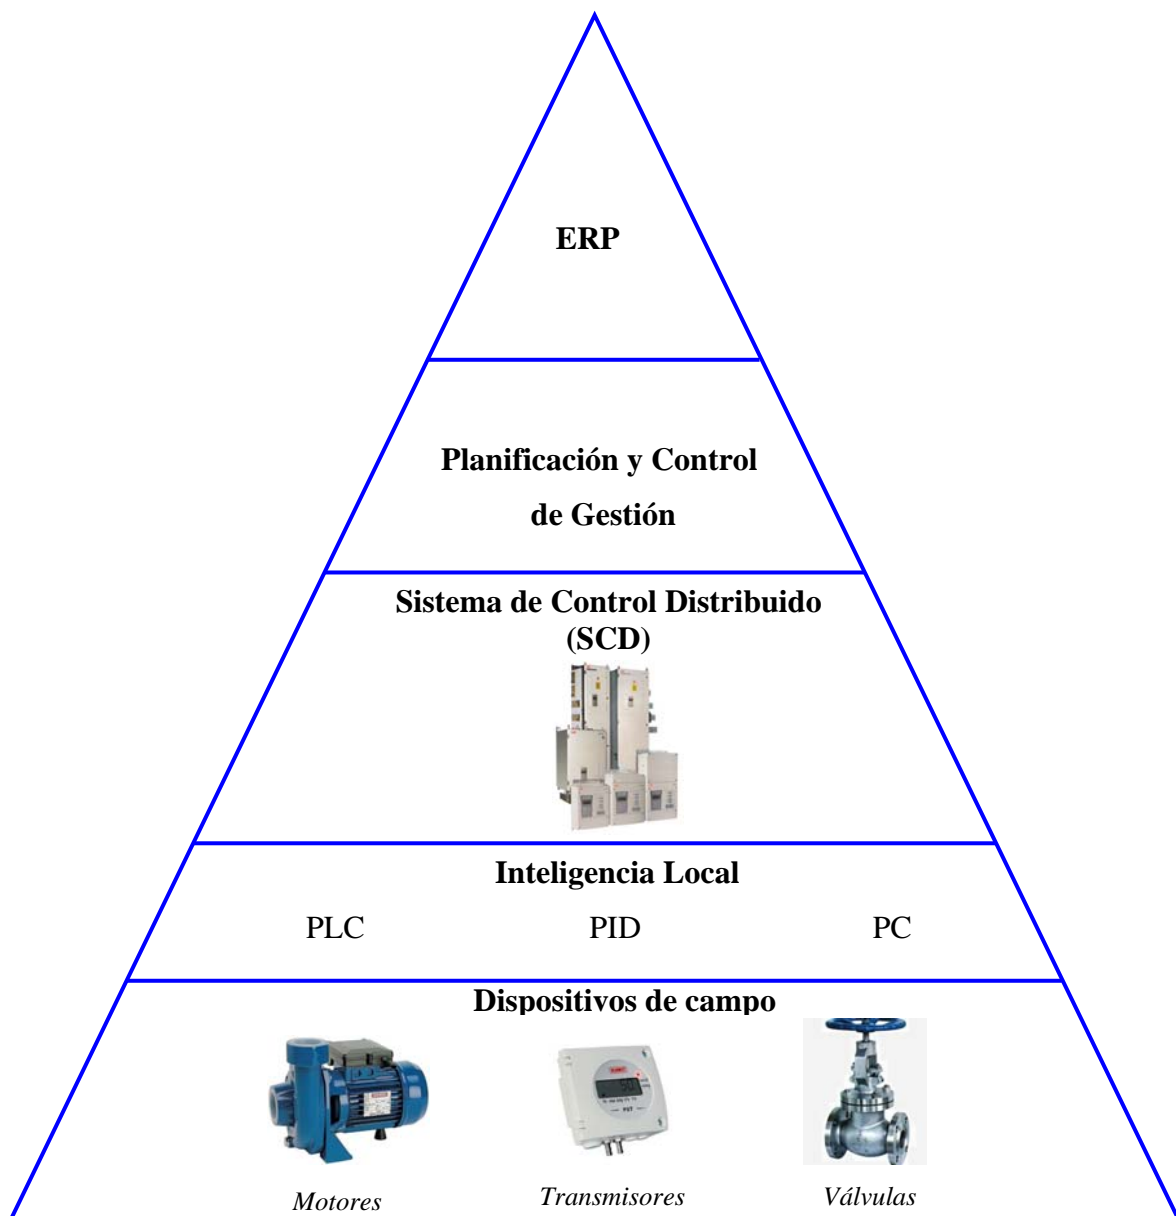 ERP
Planificación y Control
de Gestión
Sistema de Control Distribuido
(SCD)
Inteligencia Local
PLC PID PC
Dispositivos de campo
Motores Transmisores Válvulas